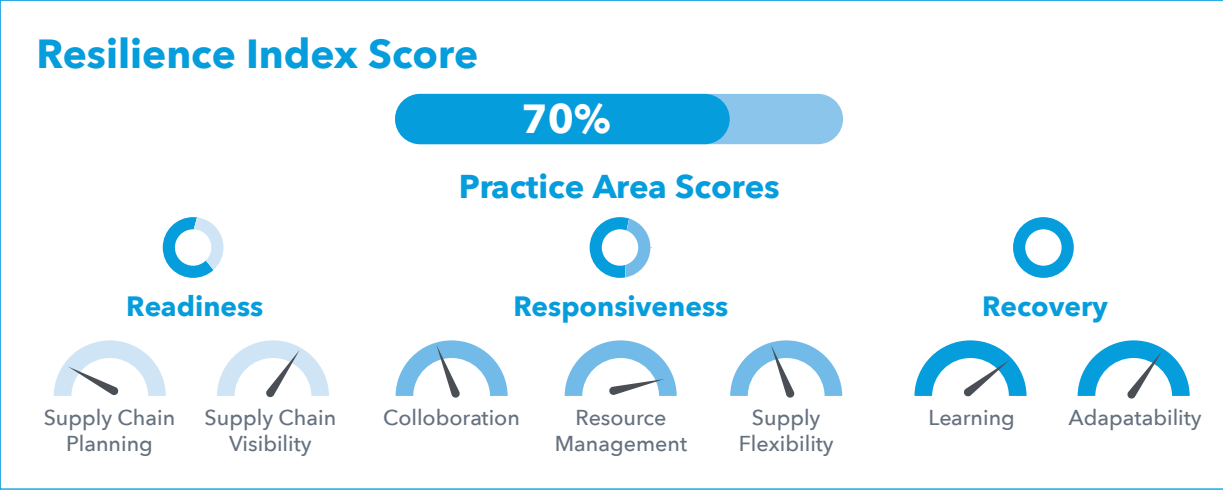 Resilience Index Score
70%
Practice Area Scores
Readiness
Responsiveness
Recovery
Supply Chain
Planning
Supply Chain
Visibility
Colloboration
Resource
Management
Supply
Flexibility
Learning
Adapatability